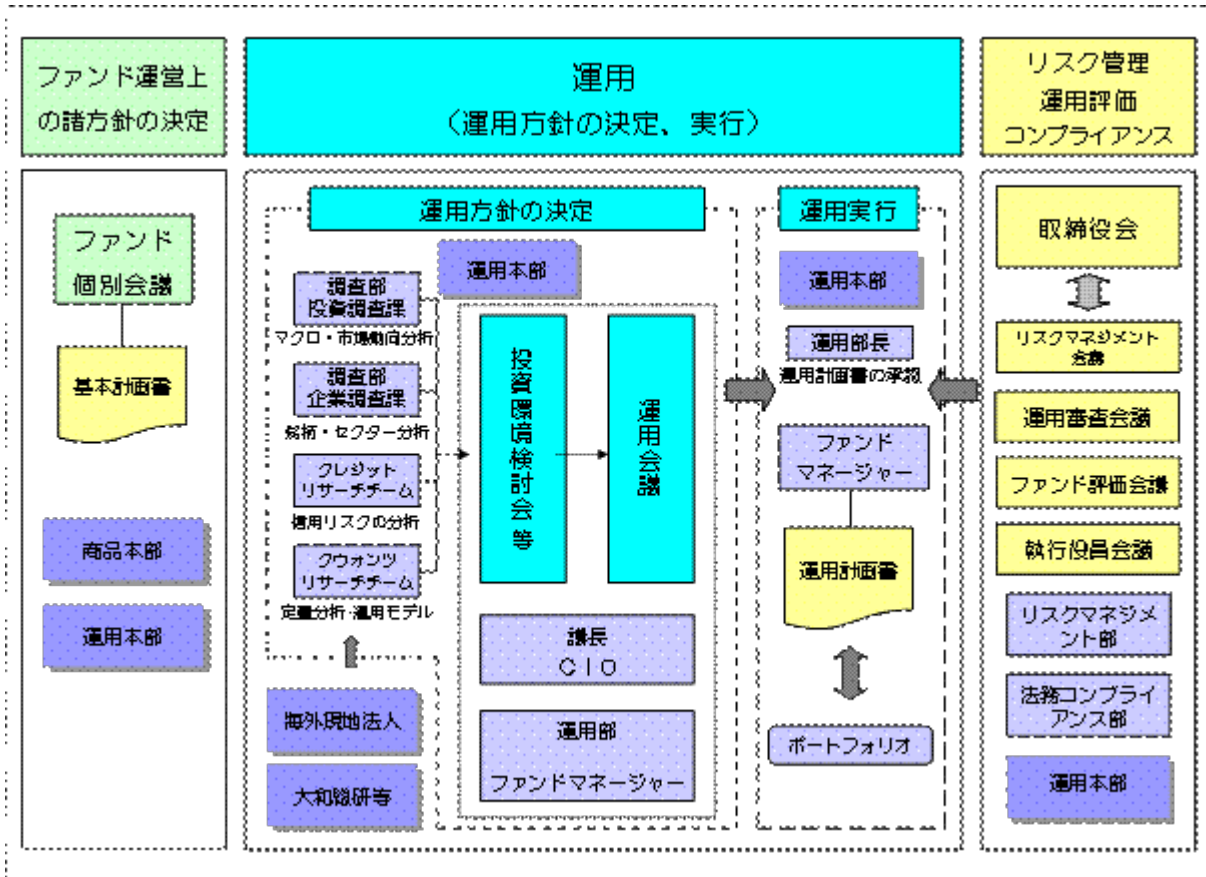 ファンド運営上
の諸方針の決定
運用
（運用方針の決定、実行）
リスク管理
運用評価
コンプライアンス
ファンド
個別会議
基本計画書
商品本部
運用本部
運用方針の決定
運用本部
調査部
投資調査課
マクロ・市場動向分析
調査部
企業調査課
銘柄・セクター分析
クレジット
リサーチチーム
信用リスクの分析
クウォンツ
リサーチチーム
定量分析・運用モデル
海外現地法人
大和総研等
投資環境検討会 等
運用会議
議長
ＣＩＯ
運用部
ファンドマネージャー
運用実行
運用本部
運用部長
運用計画書の承認
ファンド
マネージャー
運用計画書
ポートフォリオ
取締役会
リスクマネジメント
会議
運用審査会議
ファンド評価会議
執行役員会議
リスクマネジメ
ント部
法務コンプライ
アンス部
運用本部